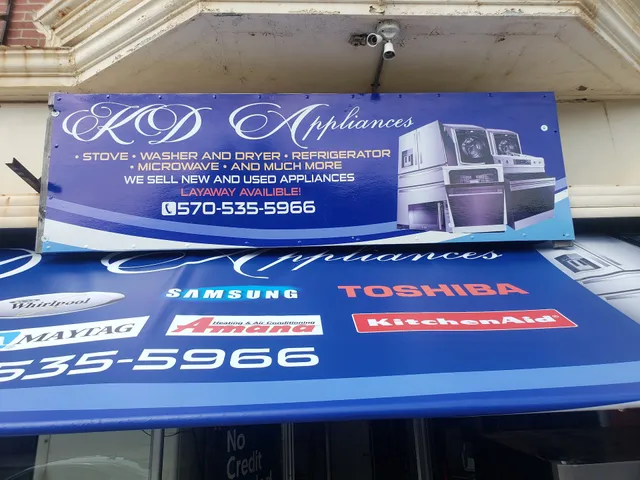 KD Appliances
• STOVE • WASHER AND DRYER • REFRIGERATOR
• MICROWAVE • AND MUCH MORE
WE SELL NEW AND USED APPLIANCES
LAYAWAY AVAILIBLE!
570-535-5966
D Appliances
Whirlpool
SAMSUNG
TOSHIBA
MAYTAG
Heating & Air Conditioning
Amana
KitchenAid
535-5966
No
Credit